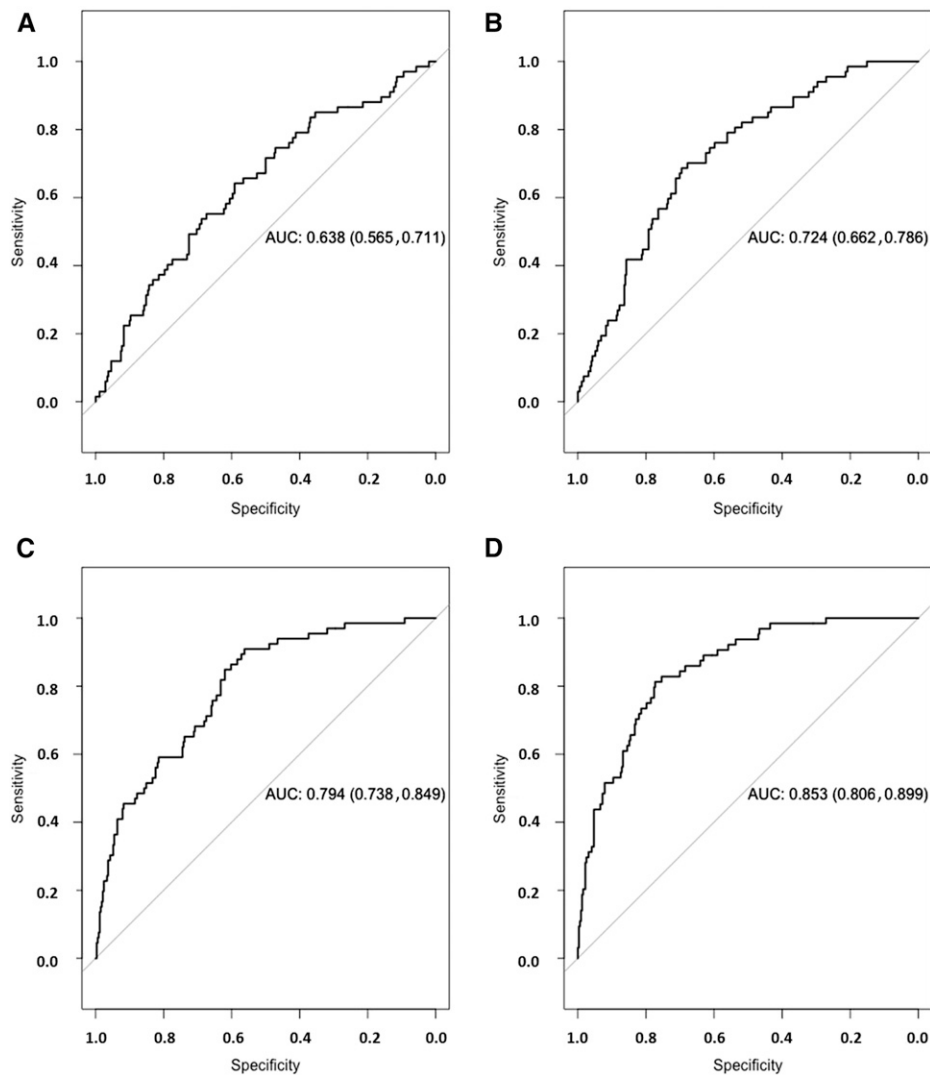 A
1.0
0.8
0.6
0.4
0.2
0.0
Sensitivity
AUC: 0.638 (0.565, 0.711)
1.0 0.8 0.6 0.4 0.2 0.0
Specificity
B
1.0
0.8
0.6
0.4
0.2
0.0
Sensitivity
AUC: 0.724 (0.662, 0.786)
1.0 0.8 0.6 0.4 0.2 0.0
Specificity
C
1.0
0.8
0.6
0.4
0.2
0.0
Sensitivity
AUC: 0.794 (0.738, 0.849)
1.0 0.8 0.6 0.4 0.2 0.0
Specificity
D
1.0
0.8
0.6
0.4
0.2
0.0
Sensitivity
AUC: 0.853 (0.806, 0.899)
1.0 0.8 0.6 0.4 0.2 0.0
Specificity